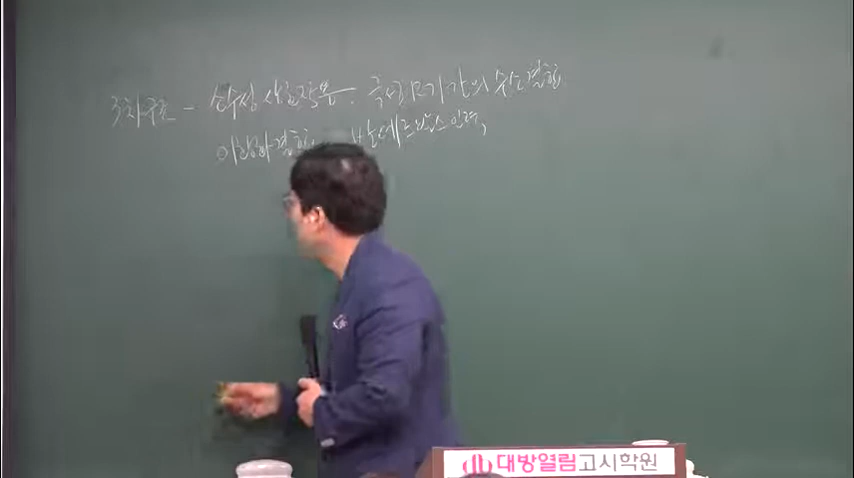 3차구조 - 소수성 상호작용. 극성 R기 간의 수소결합
이황화결합, 반데르발스 인력,
대방열림고시학원